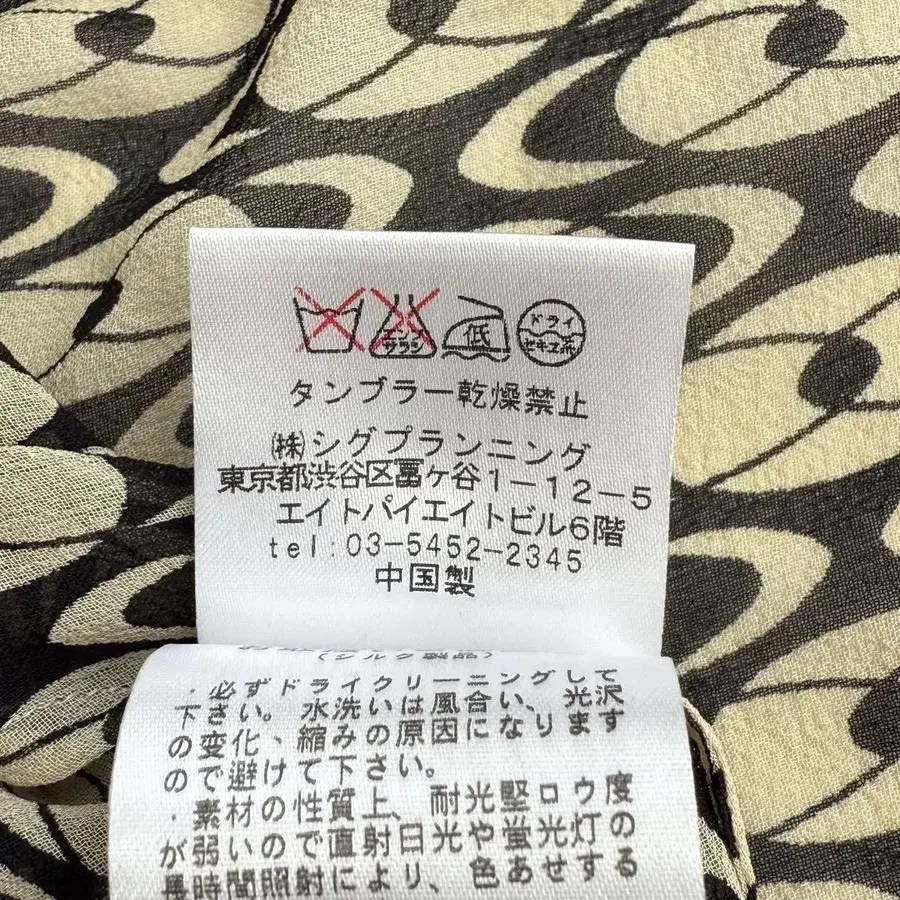 低
エンソ
サラシ
ドライ
セキユ系
タンブラー乾燥禁止
㈱シグプランニング
東京都渋谷区冨ヶ谷1-12-5
エイトパイエイトビル6階
tel:03-5452-2345
中国製
(シルク製品)
・必ずドライクリーニングして
下さい。水洗いは風合い、光沢
の変化、縮みの原因になります
ので避けて下さい。
・素材の性質上、耐光堅ロウ度
が弱いので直射日光や蛍光灯の
長時間照射により、色あせする